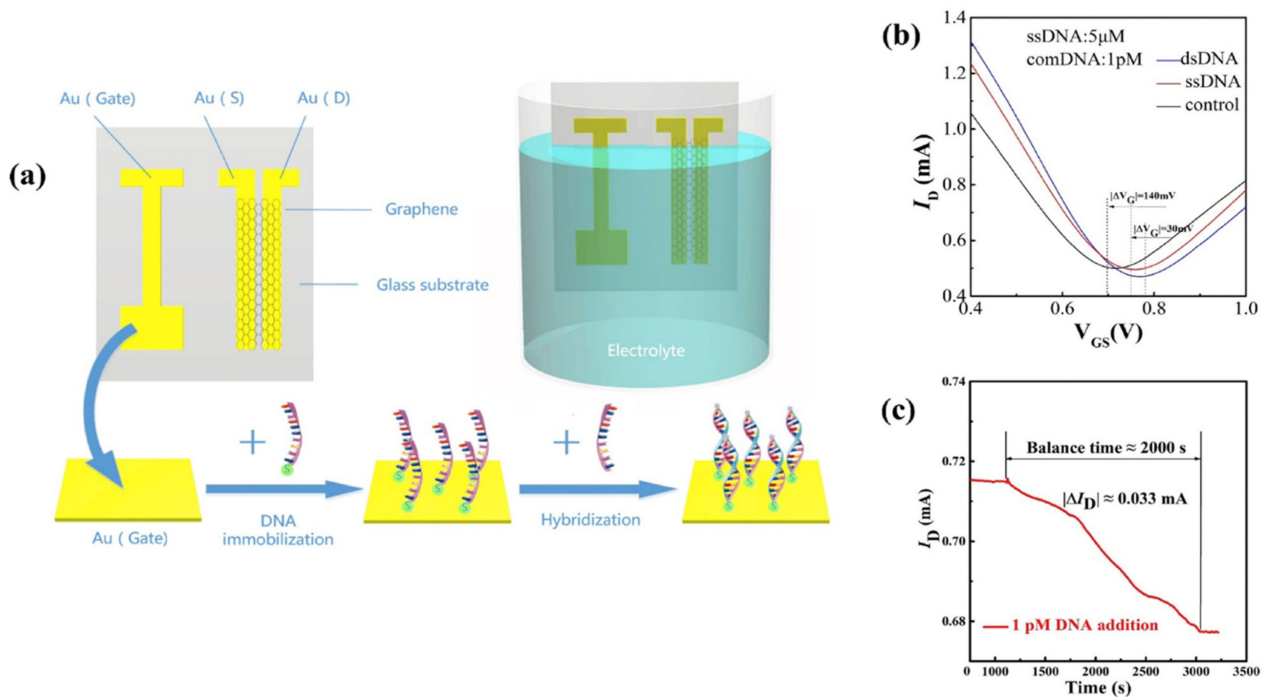 (a)
Au ( Gate)
Au ( S)
Au ( D)
Graphene
Glass substrate
Electrolyte
S
DNA
immobilization
Hybridization
S
S
S
S
S
S
S
S
S
S
Au ( Gate)
(b)
ssDNA:5μM
comDNA:1pM
dsDNA
ssDNA
control
|ΔV_G|=140mV
|ΔV_G|=30mV
1.4
1.2
1.0
0.8
0.6
0.4
I_D (mA)
0.4 0.6 0.8 1.0
V_GS(V)
(c)
0.74
0.72
0.70
0.68
I_D (mA)
Balance time ≈ 2000 s
|ΔI_D| ≈ 0.033 mA
1 pM DNA addition
0 500 1000 1500 2000 2500 3000 3500
Time (s)